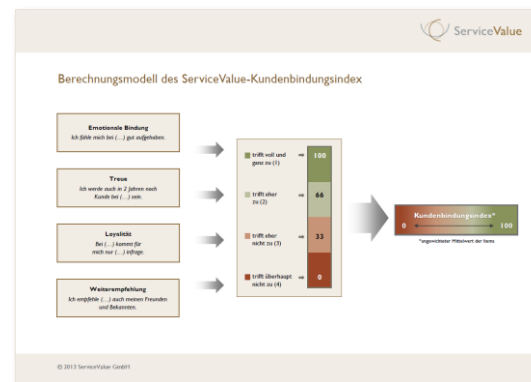 ServiceValue
Berechnungsmodell des ServiceValue-Kundenbindungsindex
Emotionale Bindung
Ich fühle mich bei (...) gut aufgehoben.
Treue
Ich werde auch in 2 Jahren noch
Kunde bei (...) sein.
Loyalität
Bei (...) kommt für
mich nur (...) infrage.
Weiterempfehlung
Ich empfehle (...) auch meinen Freunden
und Bekannten.
trifft voll und
ganz zu (1)
100
trifft eher
zu (2)
66
trifft eher
nicht zu (3)
33
trifft überhaupt
nicht zu (4)
0
Kundenbindungsindex*
0 100
*ungewichteter Mittelwert der Items
© 2013 ServiceValue GmbH